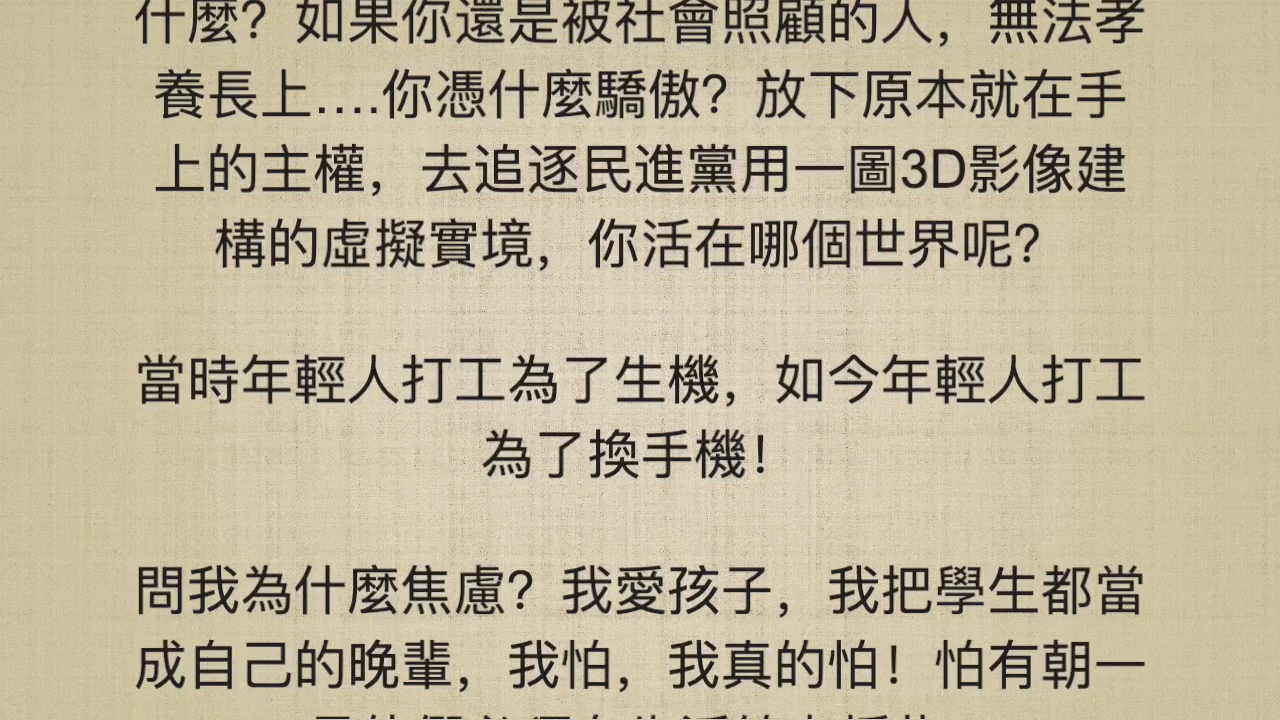 什麼？如果你還是被社會照顧的人，無法孝
養長上....你憑什麼驕傲？放下原本就在手
上的主權，去追逐民進黨用一圖3D影像建
構的虛擬實境，你活在哪個世界呢？
當時年輕人打工為了生機，如今年輕人打工
為了換手機！
問我為什麼焦慮？我愛孩子，我把學生都當
成自己的晚輩，我怕，我真的怕！怕有朝一